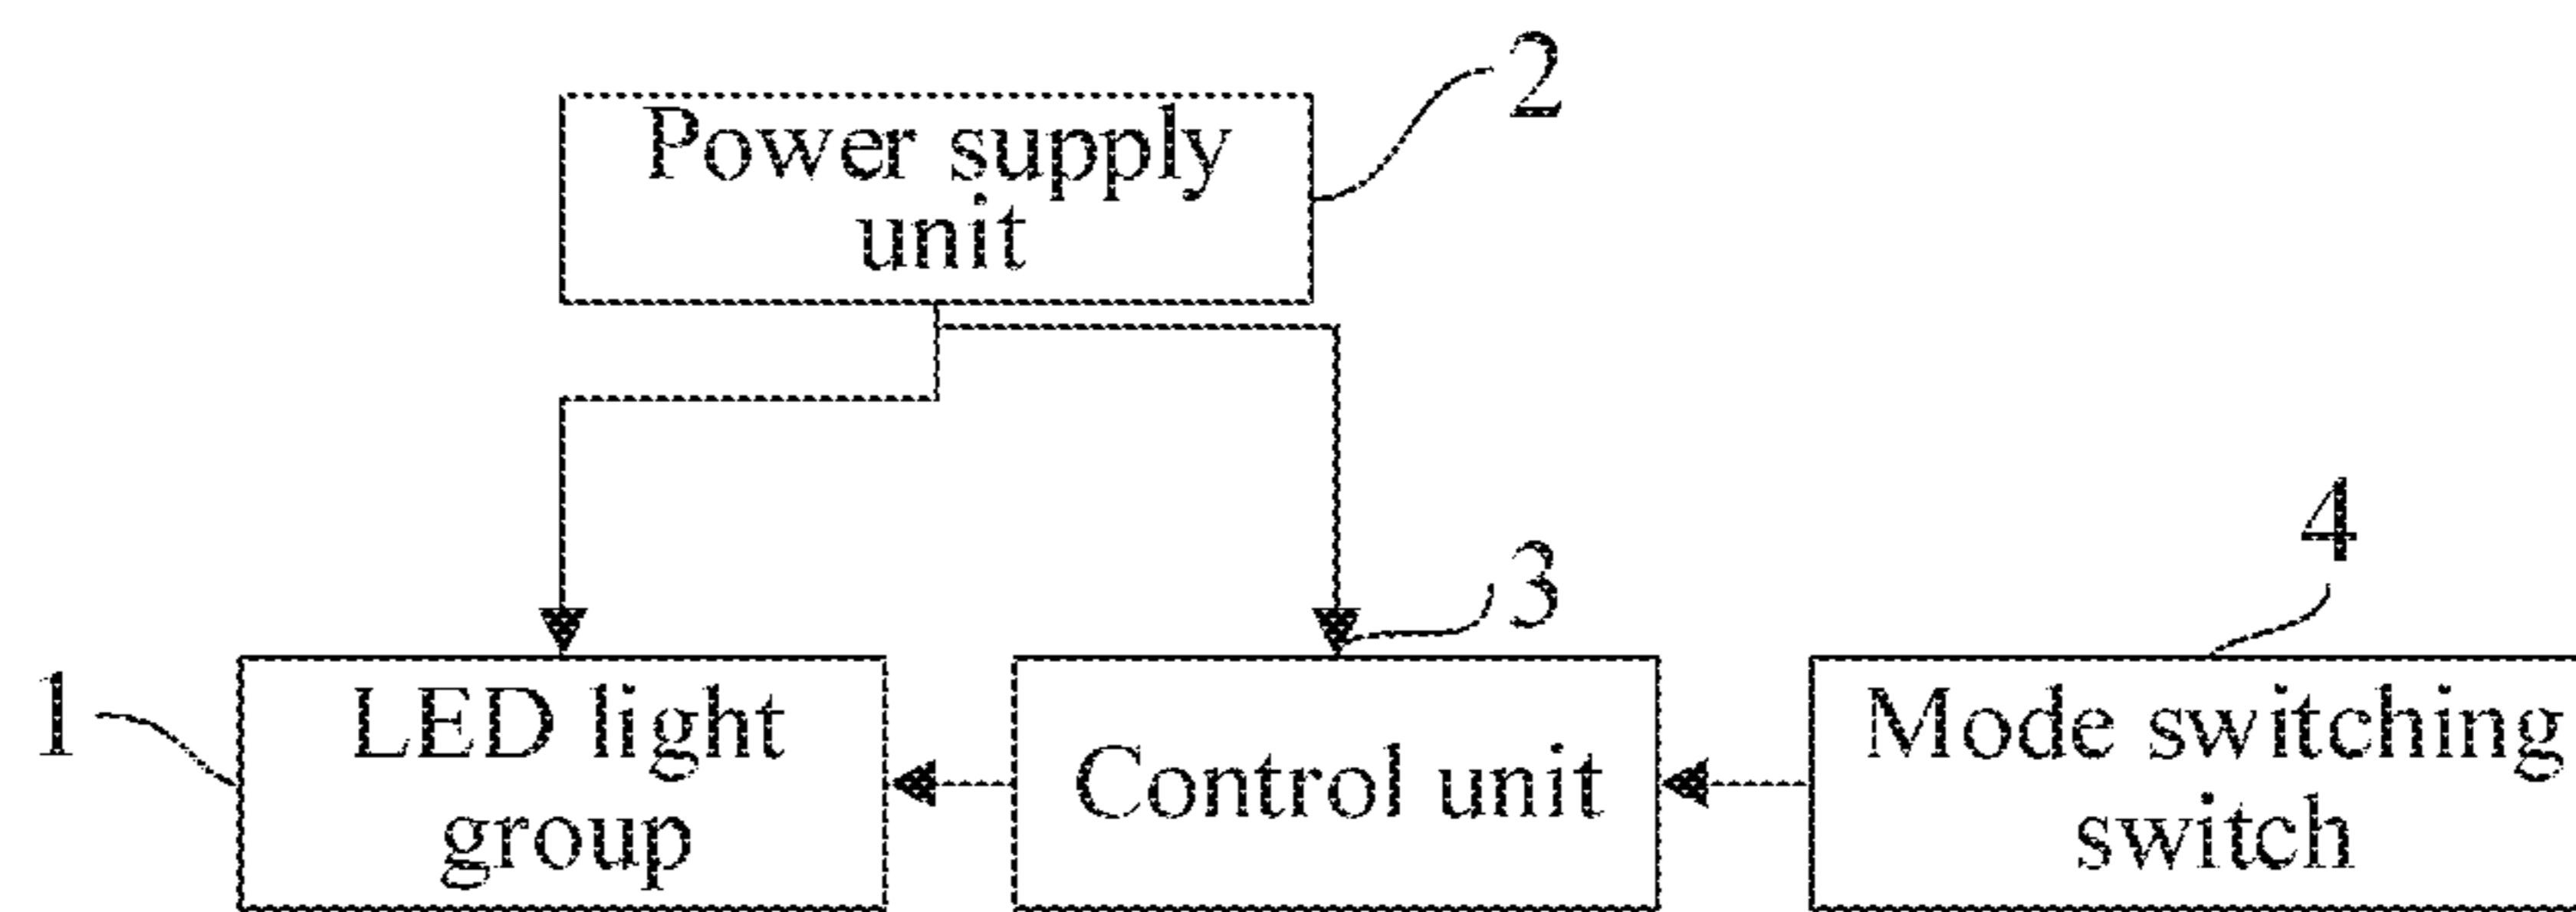 2
Power supply
unit
3
4
1
LED light
group
Control unit
Mode switching
switch